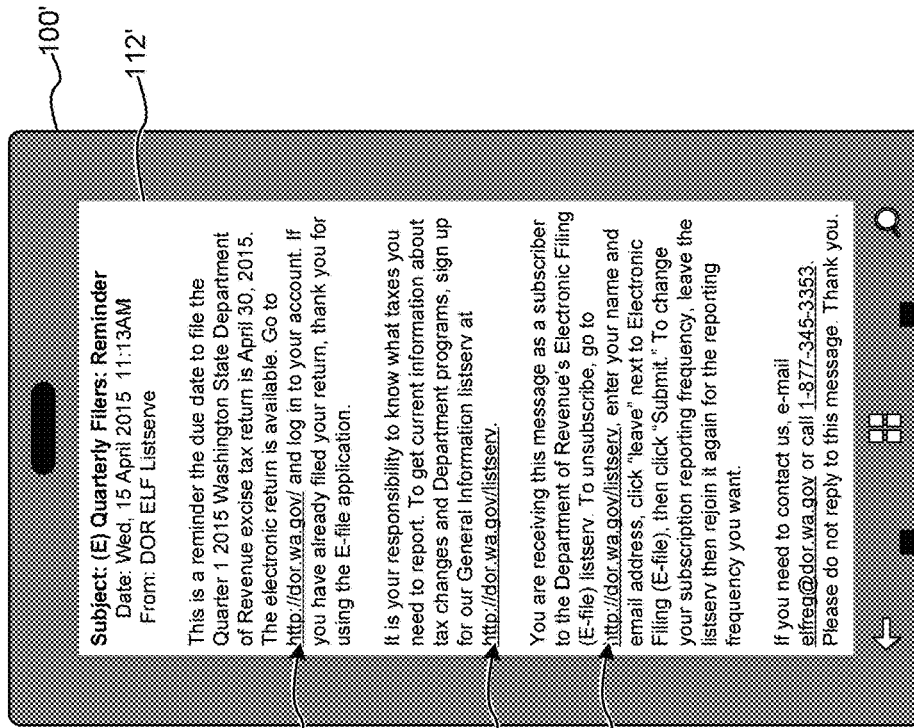 100'
112'
Subject: (E) Quarterly Filers: Reminder
Date: Wed, 15 April 2015 11:13AM
From: DOR ELF Listserve
This is a reminder the due date to file the
Quarter 1 2015 Washington State Department
of Revenue excise tax return is April 30, 2015.
The electronic return is available. Go to
http://dor.wa.gov/ and log in to your account. If
you have already filed your return, thank you for
using the E-file application.
It is your responsibility to know what taxes you
need to report. To get current information about
tax changes and Department programs, sign up
for our General Information listserv at
http://dor.wa.gov/listserv.
You are receiving this message as a subscriber
to the Department of Revenue's Electronic Filing
(E-file) listserv. To unsubscribe, go to
http://dor.wa.gov/listserv, enter your name and
email address, click "leave" next to Electronic
Filing (E-file), then click "Submit." To change
your subscription reporting frequency, leave the
listserv then rejoin it again for the reporting
frequency you want.
If you need to contact us, e-mail
elfreg@dor.wa.gov or call 1-877-345-3353.
Please do not reply to this message. Thank you.